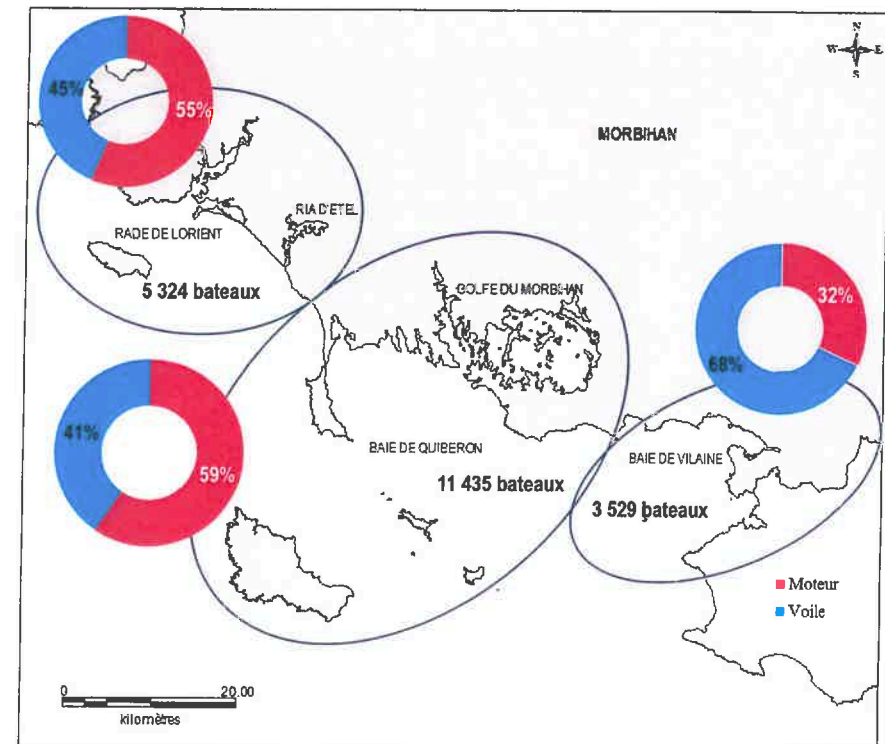 W E
S
45%
55%
MORBIHAN
RIA D'ETEL
RADE DE LORIENT
5 324 bateaux
GOLFE DU MORBIHAN
32%
68%
41%
59%
BAIE DE QUIBERON
11 435 bateaux
BAIE DE VILAINE
3 529 bateaux
Moteur
Voile
0 20.00
kilomètres